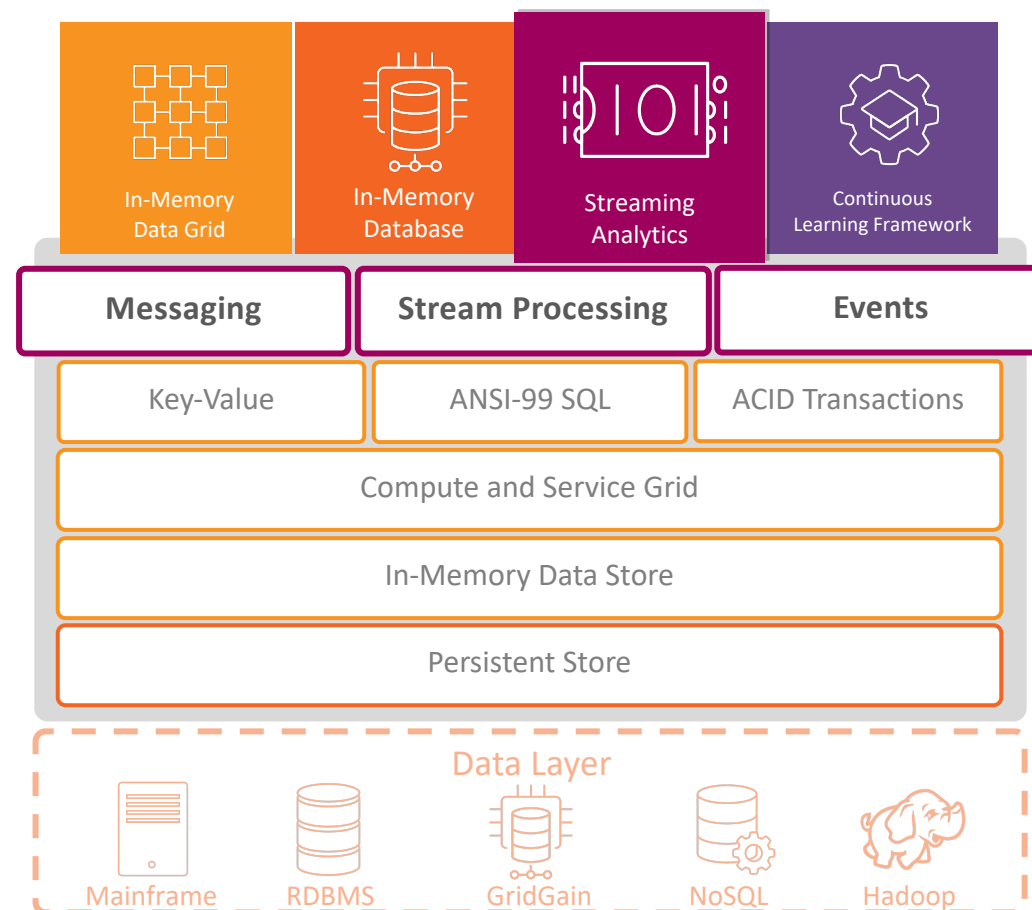 In-Memory
Data Grid
In-Memory
Database
Streaming
Analytics
Continuous
Learning Framework
Messaging
Stream Processing
Events
Key-Value
ANSI-99 SQL
ACID Transactions
Compute and Service Grid
In-Memory Data Store
Persistent Store
Data Layer
Mainframe
RDBMS
GridGain
NoSQL
Hadoop